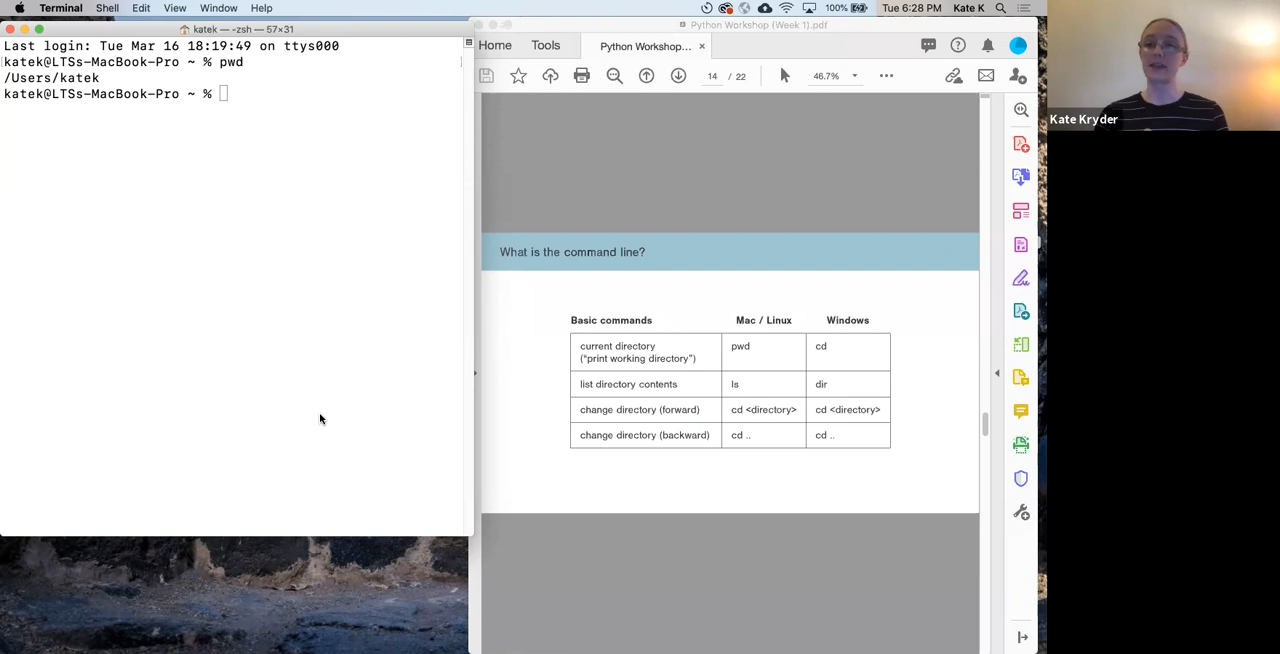 Terminal Shell Edit View Window Help 100% Tue 6:28 PM Kate K
katek — -zsh — 57×31
Last login: Tue Mar 16 18:19:49 on ttys000
katek@LTSs-MacBook-Pro ~ % pwd
/Users/katek
katek@LTSs-MacBook-Pro ~ %
Python Workshop (Week 1).pdf
Home Tools Python Workshop... ×
14 / 22 46.7%
What is the command line?
Basic commands Mac / Linux Windows
current directory
("print working directory") pwd cd
list directory contents ls dir
change directory (forward) cd <directory> cd <directory>
change directory (backward) cd .. cd ..
Kate Kryder